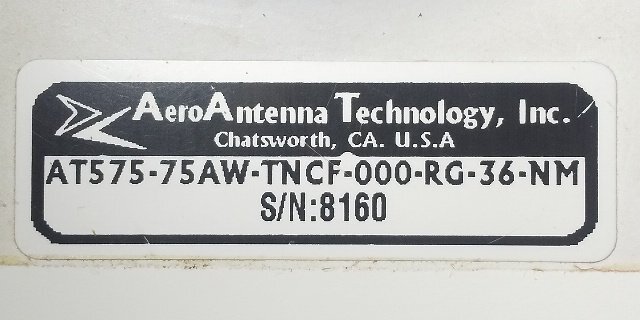 AeroAntenna Technology, Inc.
Chatsworth, CA. U.S.A
AT575-75AW-TNCF-000-RG-36-NM
S/N:8160